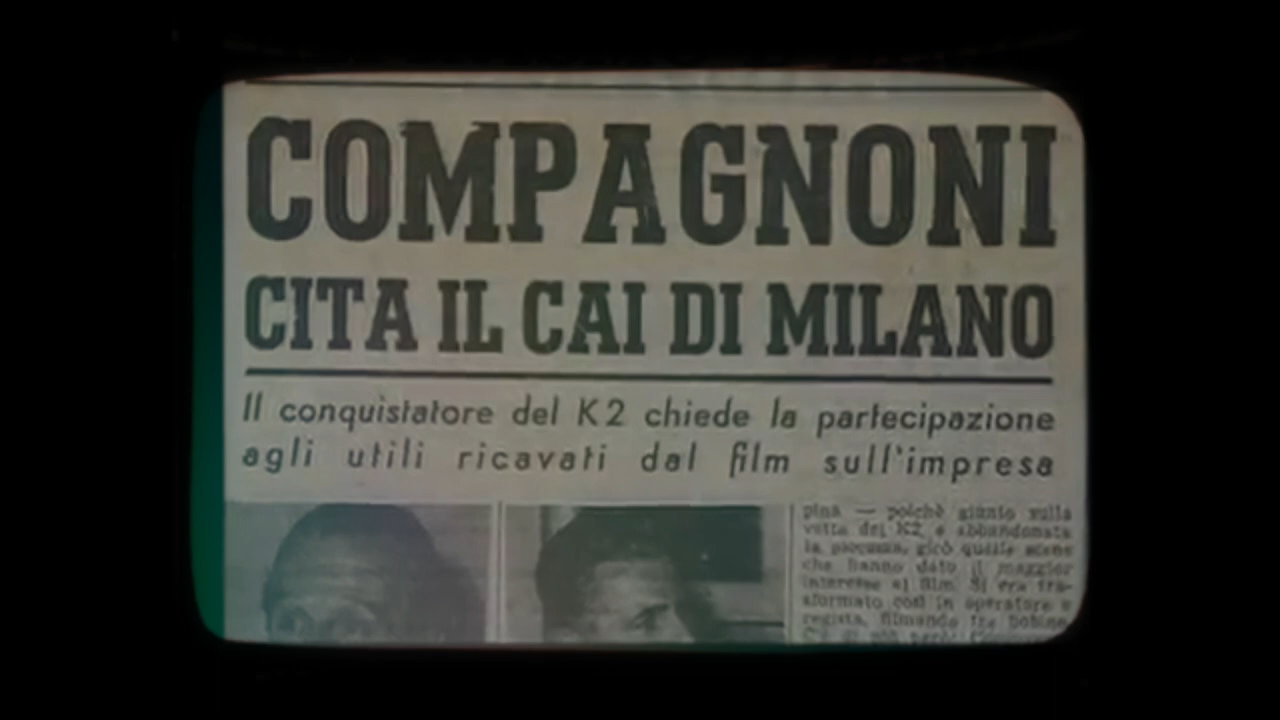 COMPAGNONI
CITA IL CAI DI MILANO
Il conquistatore del K2 chiede la partecipazione
agli utili ricavati dal film sull'impresa
pina — poichè giunto sulla
vetta del K2, e abbandonata
la piccozza, girò quelle scene
che hanno dato il maggior
interesse al film. Si era tra-
sformato così in operatore e
regista, filmando tre bobine.